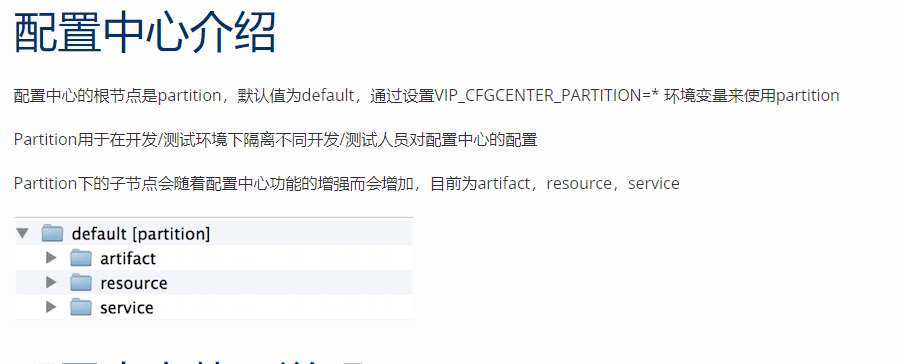 配置中心介绍
配置中心的根节点是partition，默认值为default，通过设置VIP_CFGCENTER_PARTITION=* 环境变量来使用partition
Partition用于在开发/测试环境下隔离不同开发/测试人员对配置中心的配置
Partition下的子节点会随着配置中心功能的增强而会增加，目前为artifact，resource，service
default [partition]
artifact
resource
service